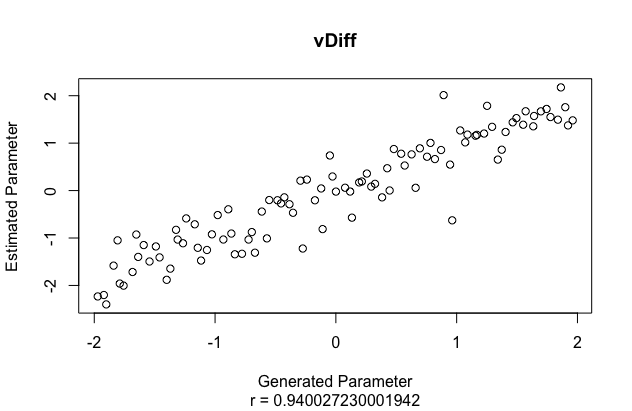 vDiff
Estimated Parameter
2
1
0
-1
-2
-2 -1 0 1 2
Generated Parameter
r = 0.940027230001942